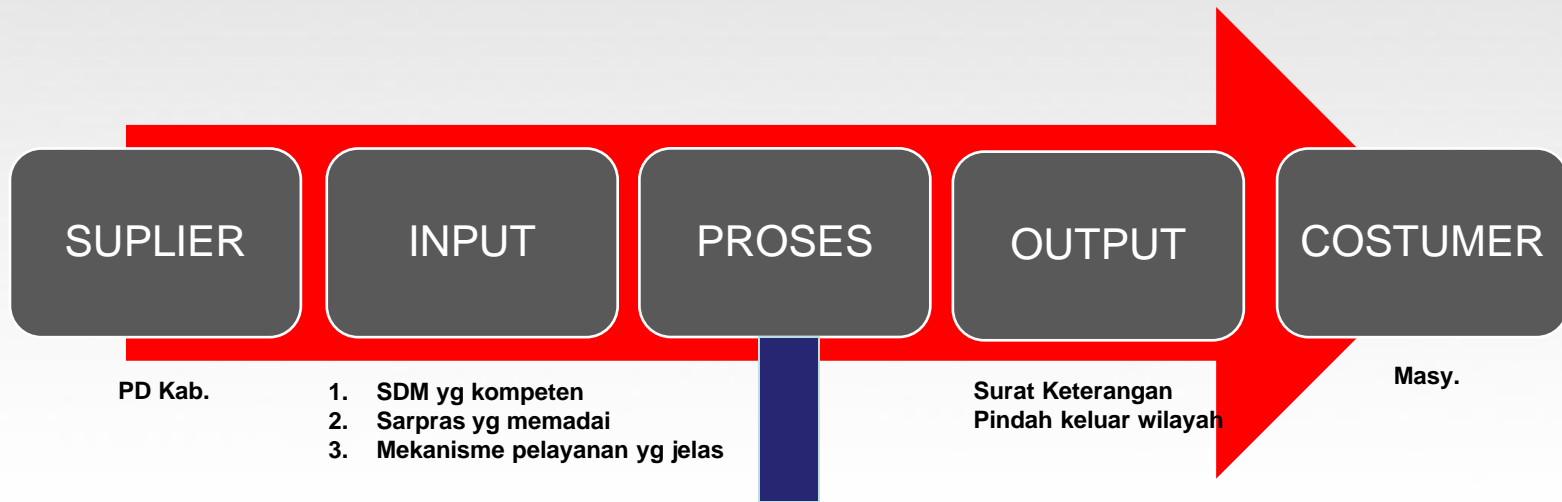 SUPLIER
INPUT
PROSES
OUTPUT
COSTUMER
PD Kab.
1. SDM yg kompeten
2. Sarpras yg memadai
3. Mekanisme pelayanan yg jelas
Surat Keterangan
Pindah keluar wilayah
Masy.